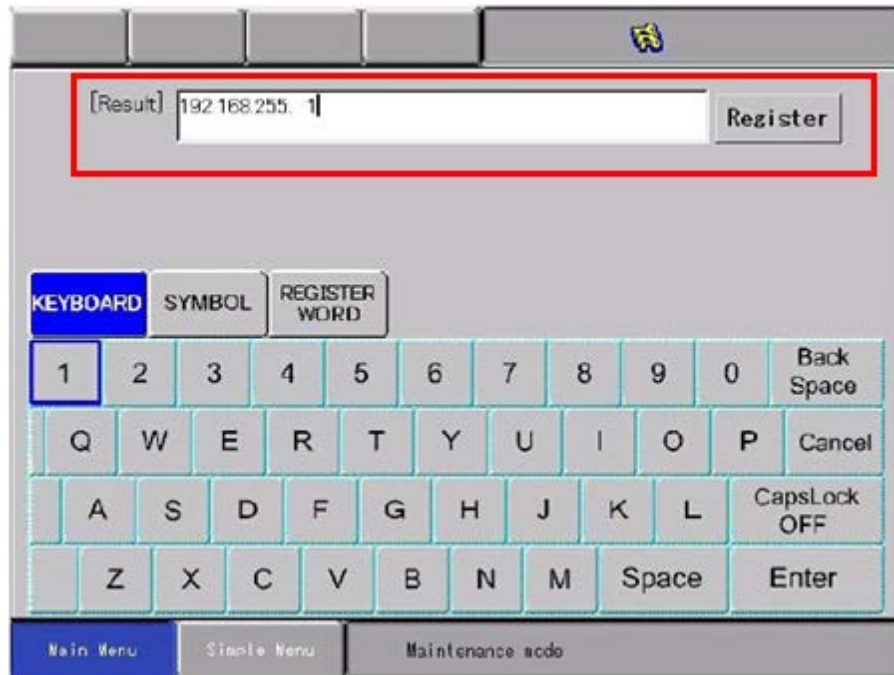 [Result] 192.168.255. 1 Register
KEYBOARD SYMBOL REGISTER
WORD
1 2 3 4 5 6 7 8 9 0 Back
Space
Q W E R T Y U I O P Cancel
A S D F G H J K L CapsLock
OFF
Z X C V B N M Space Enter
Main Menu Simple Menu Maintenance mode